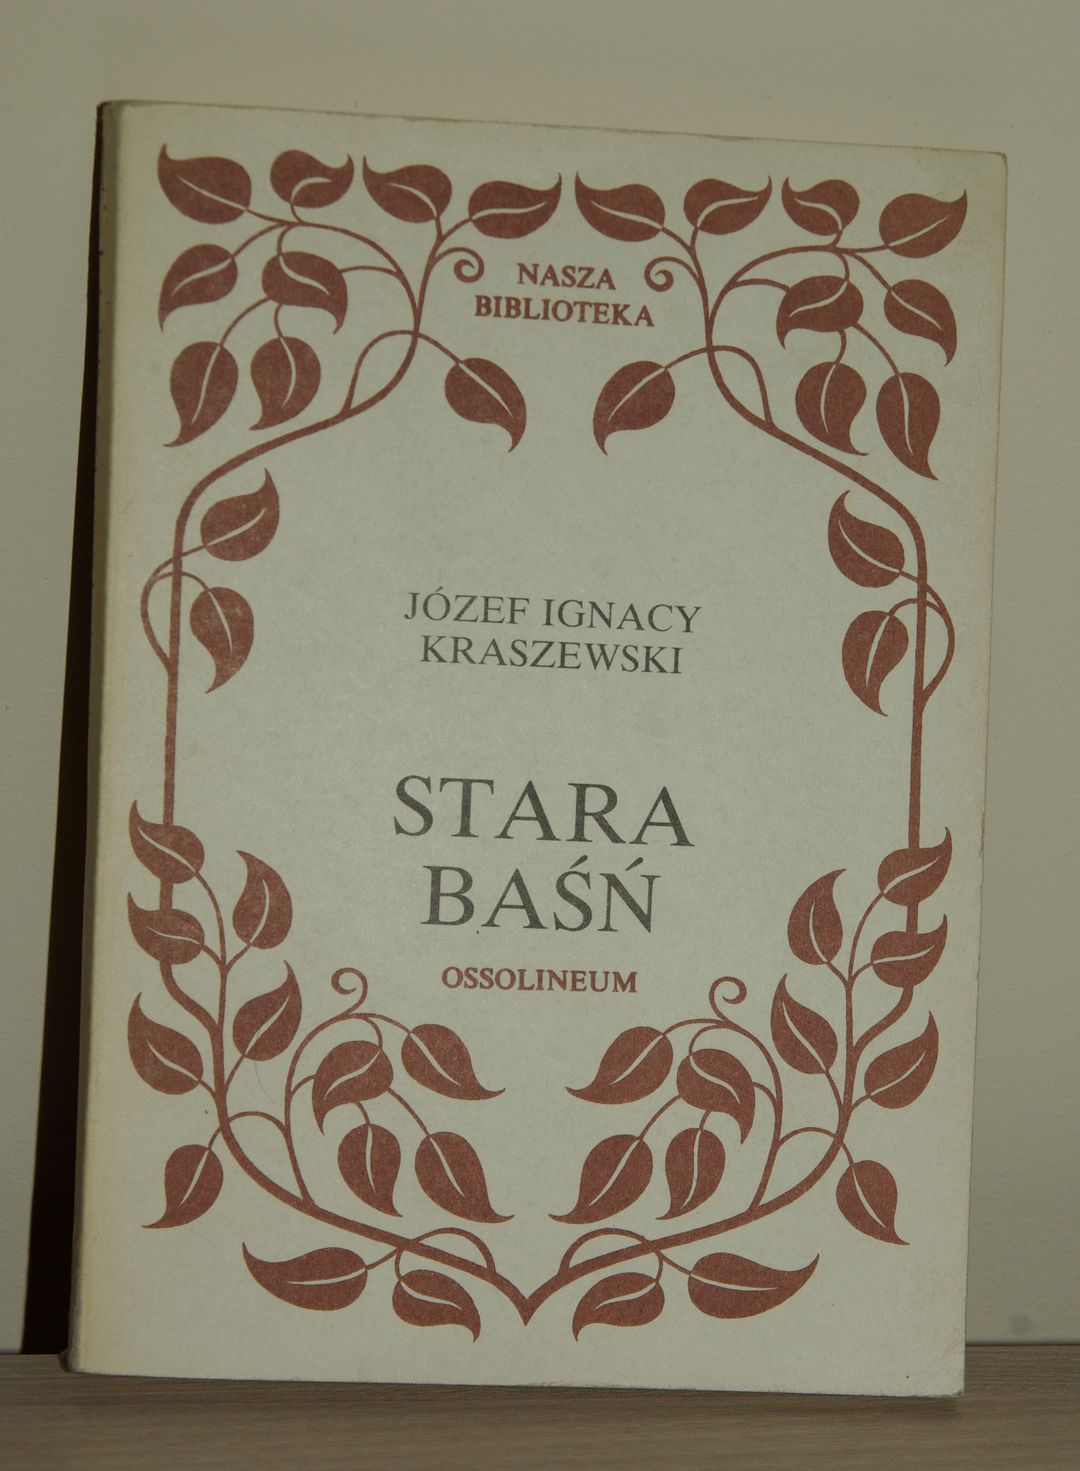 NASZA
BIBLIOTEKA
JÓZEF IGNACY
KRASZEWSKI
STARA
BAŚŃ
OSSOLINEUM